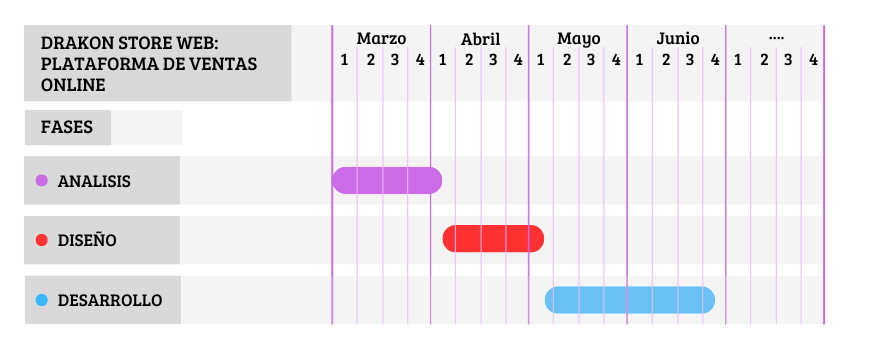 DRAKON STORE WEB:
PLATAFORMA DE VENTAS
ONLINE
Marzo Abril Mayo Junio ....
1 2 3 4 1 2 3 4 1 2 3 4 1 2 3 4 1 2 3 4
FASES
ANALISIS
DISEÑO
DESARROLLO